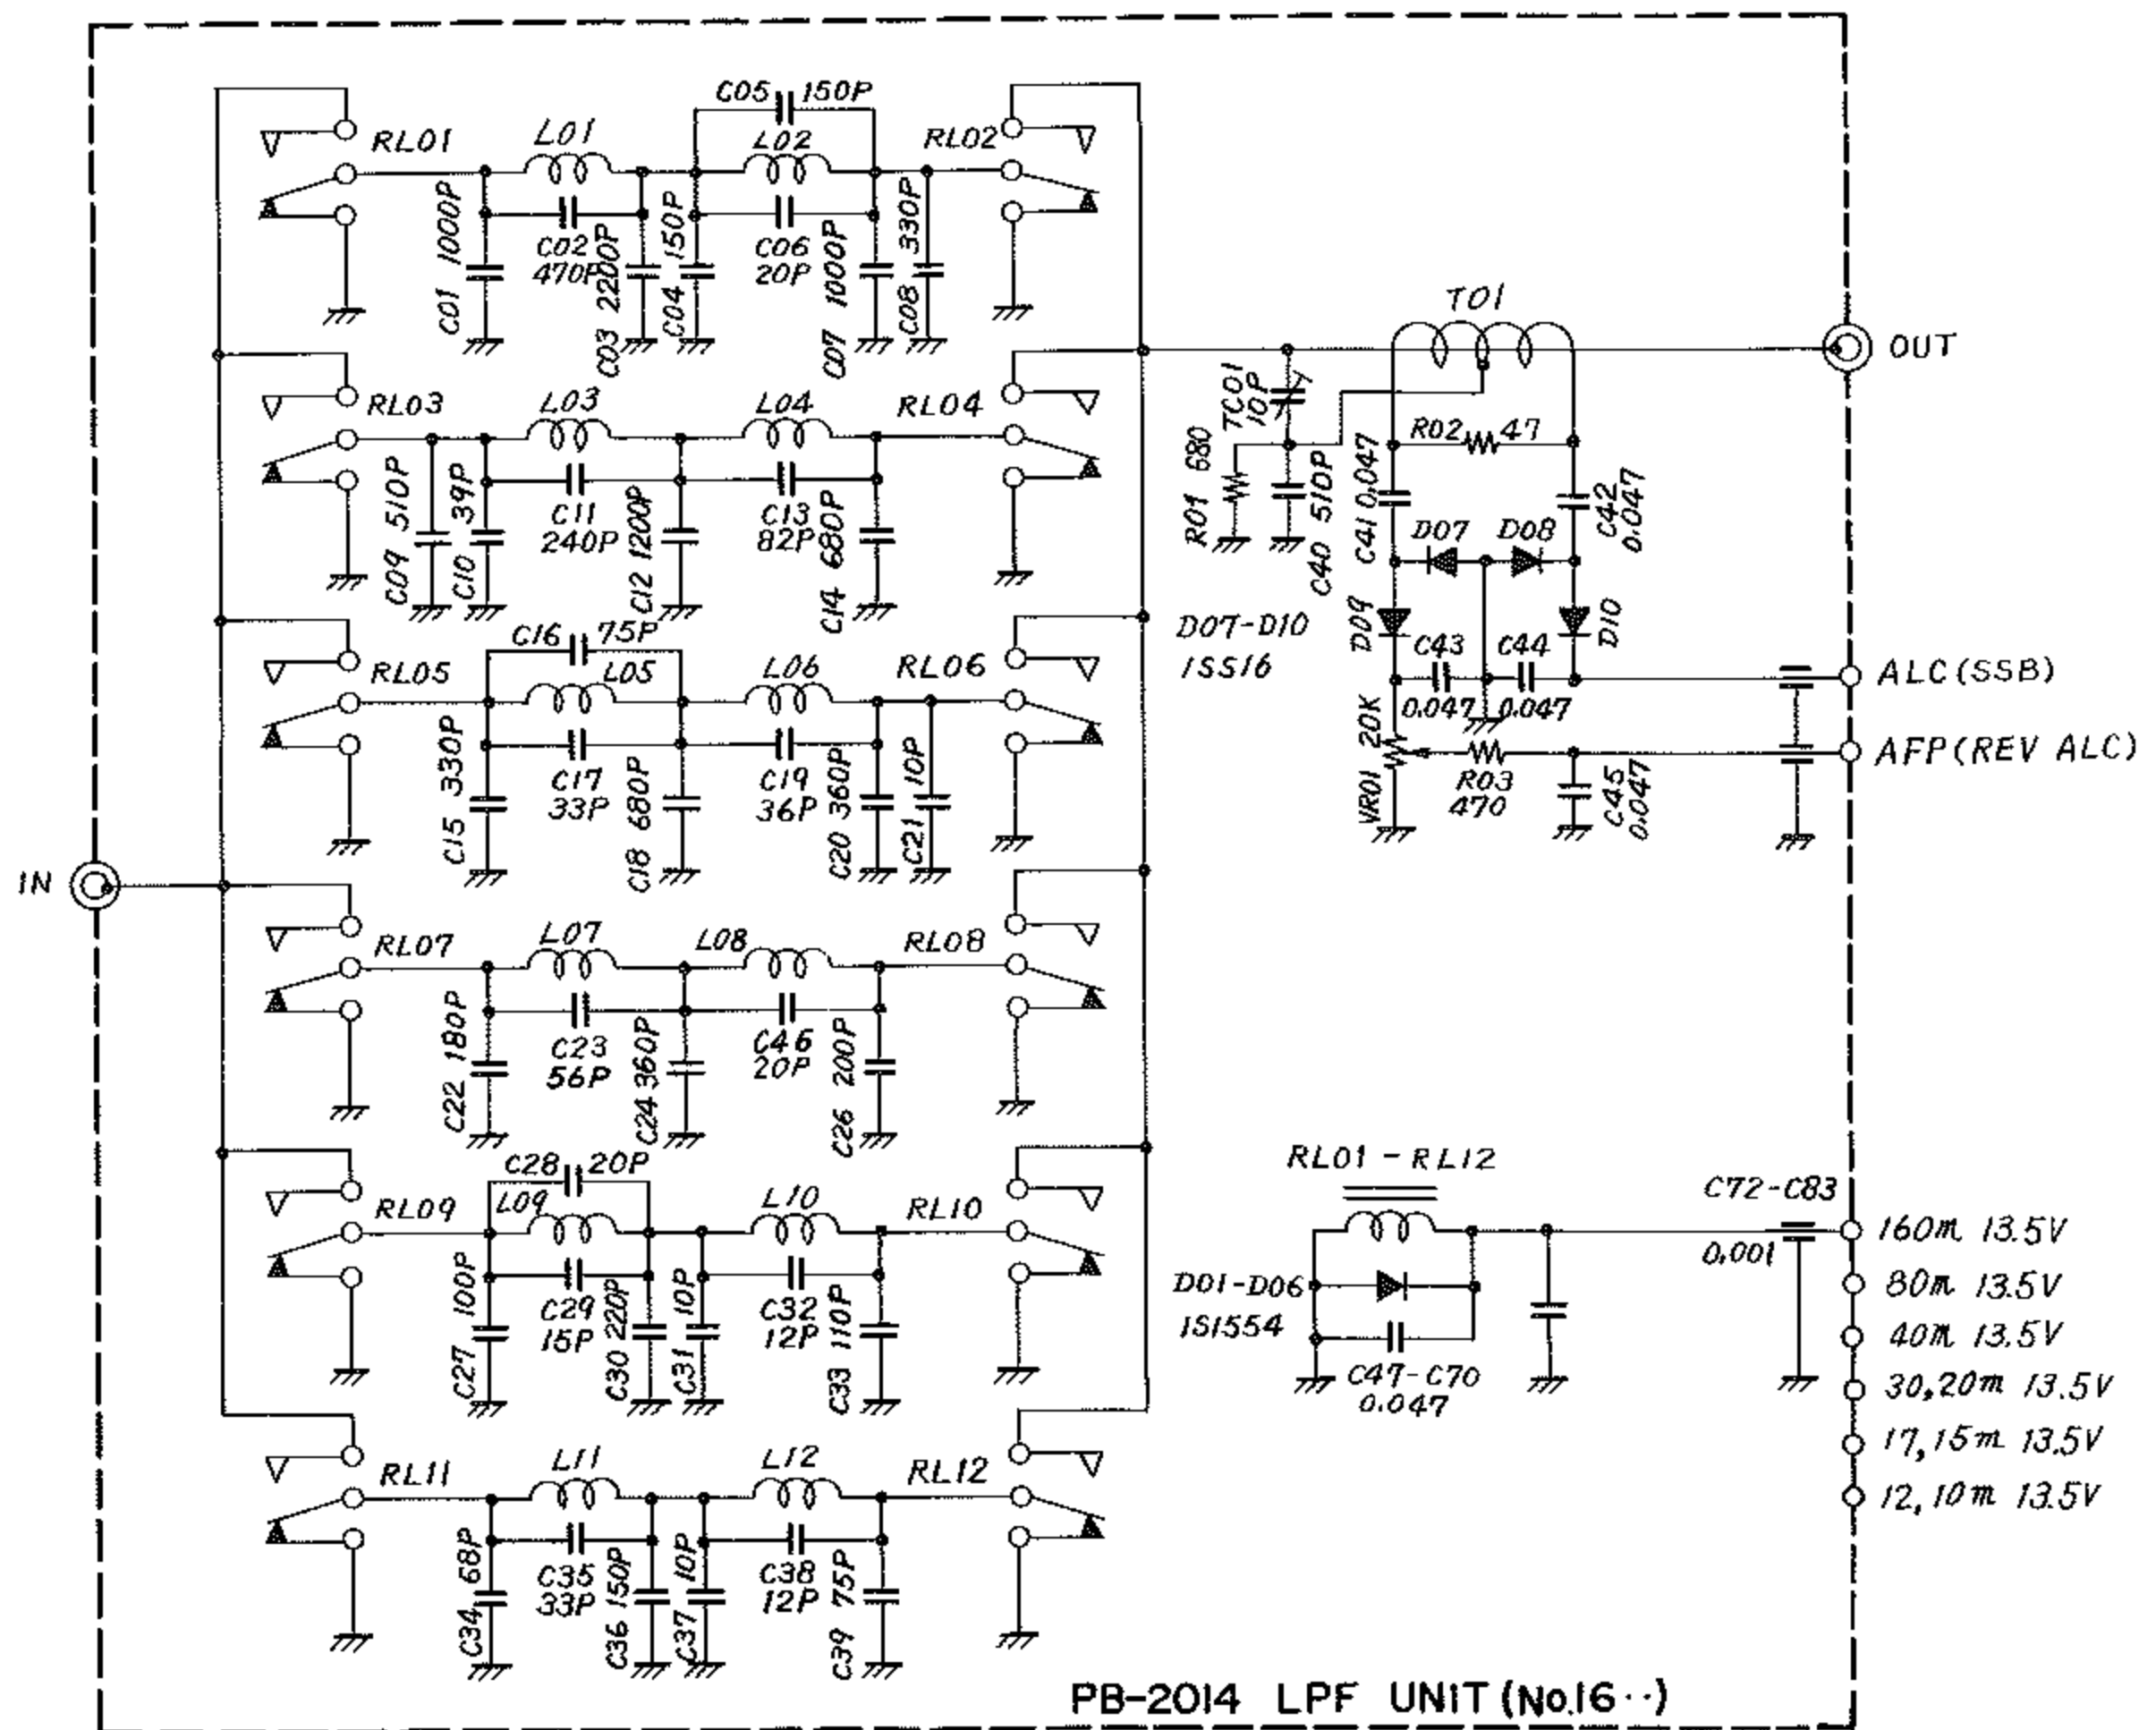 C05 150P
RL01
L01
L02
RL02
C01 1000P
C02
470P
C03 2200P
C04 150P
C06
20P
C07 1000P
C08 330P
RL03
L03
L04
RL04
C09 510P
C10 39P
C11
240P
C12 1200P
C13
82P
C14 680P
C16 75P
RL05
L05
L06
RL06
C15 330P
C17
33P
C18 680P
C19
36P
C20 360P
C21 10P
IN
RL07
L07
L08
RL08
C22 180P
C23
56P
C24 360P
C46
20P
C26 200P
C28 20P
RL09
L09
L10
RL10
C27 100P
C29
15P
C30 220P
C31 10P
C32
12P
C33 110P
RL11
L11
L12
RL12
C34 68P
C35
33P
C36 150P
C37 10P
C38
12P
C39 75P
T01
OUT
TC01
10P
R01 680
C40 510P
R02 47
C41 0.047
C42
0.047
D07 D08
D07-D10
1SS16
D09
D10
C43 C44
0.047 0.047
ALC(SSB)
VR01 20K
R03
470
C45
0.047
AFP(REV ALC)
RL01-RL12
C72-C83
0.001
D01-D06
1S1554
C47-C70
0.047
160m 13.5V
80m 13.5V
40m 13.5V
30,20m 13.5V
17,15m 13.5V
12,10m 13.5V
PB-2014 LPF UNIT(No.16··)